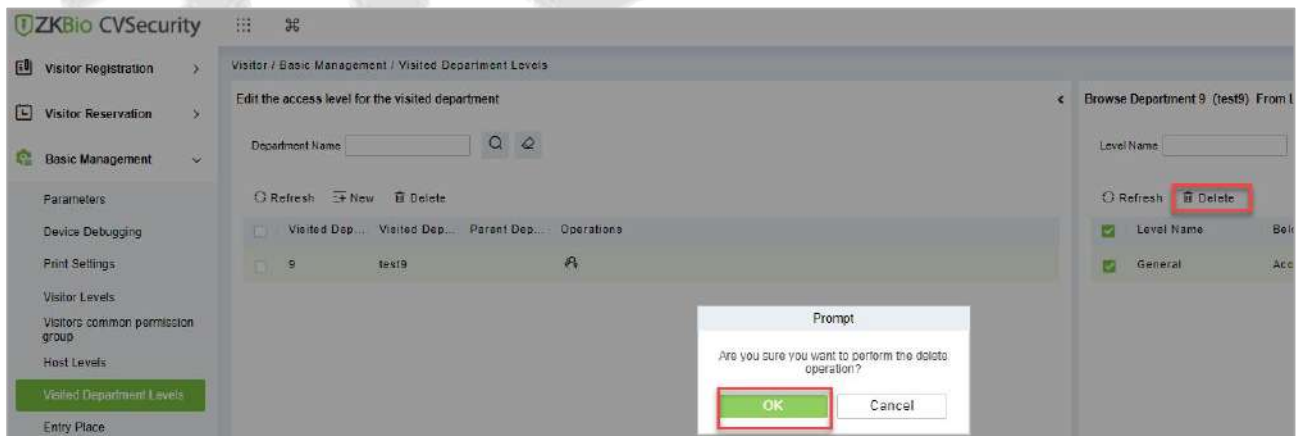 ZKBio CVSecurity
Visitor Registration
Visitor / Basic Management / Visited Department Levels
Edit the access level for the visited department
Browse Department 9 (test9) From L
Visitor Reservation
Department Name
Level Name
Basic Management
Parameters
Refresh New Delete
Refresh Delete
Device Debugging
Visited Dep... Visited Dep... Parent Dep... Operations
Level Name Belo
Print Settings
9 test9
General Acc
Visitor Levels
Visitors common permission
group
Host Levels
Visited Department Levels
Entry Place
Prompt
Are you sure you want to perform the delete
operation?
OK Cancel